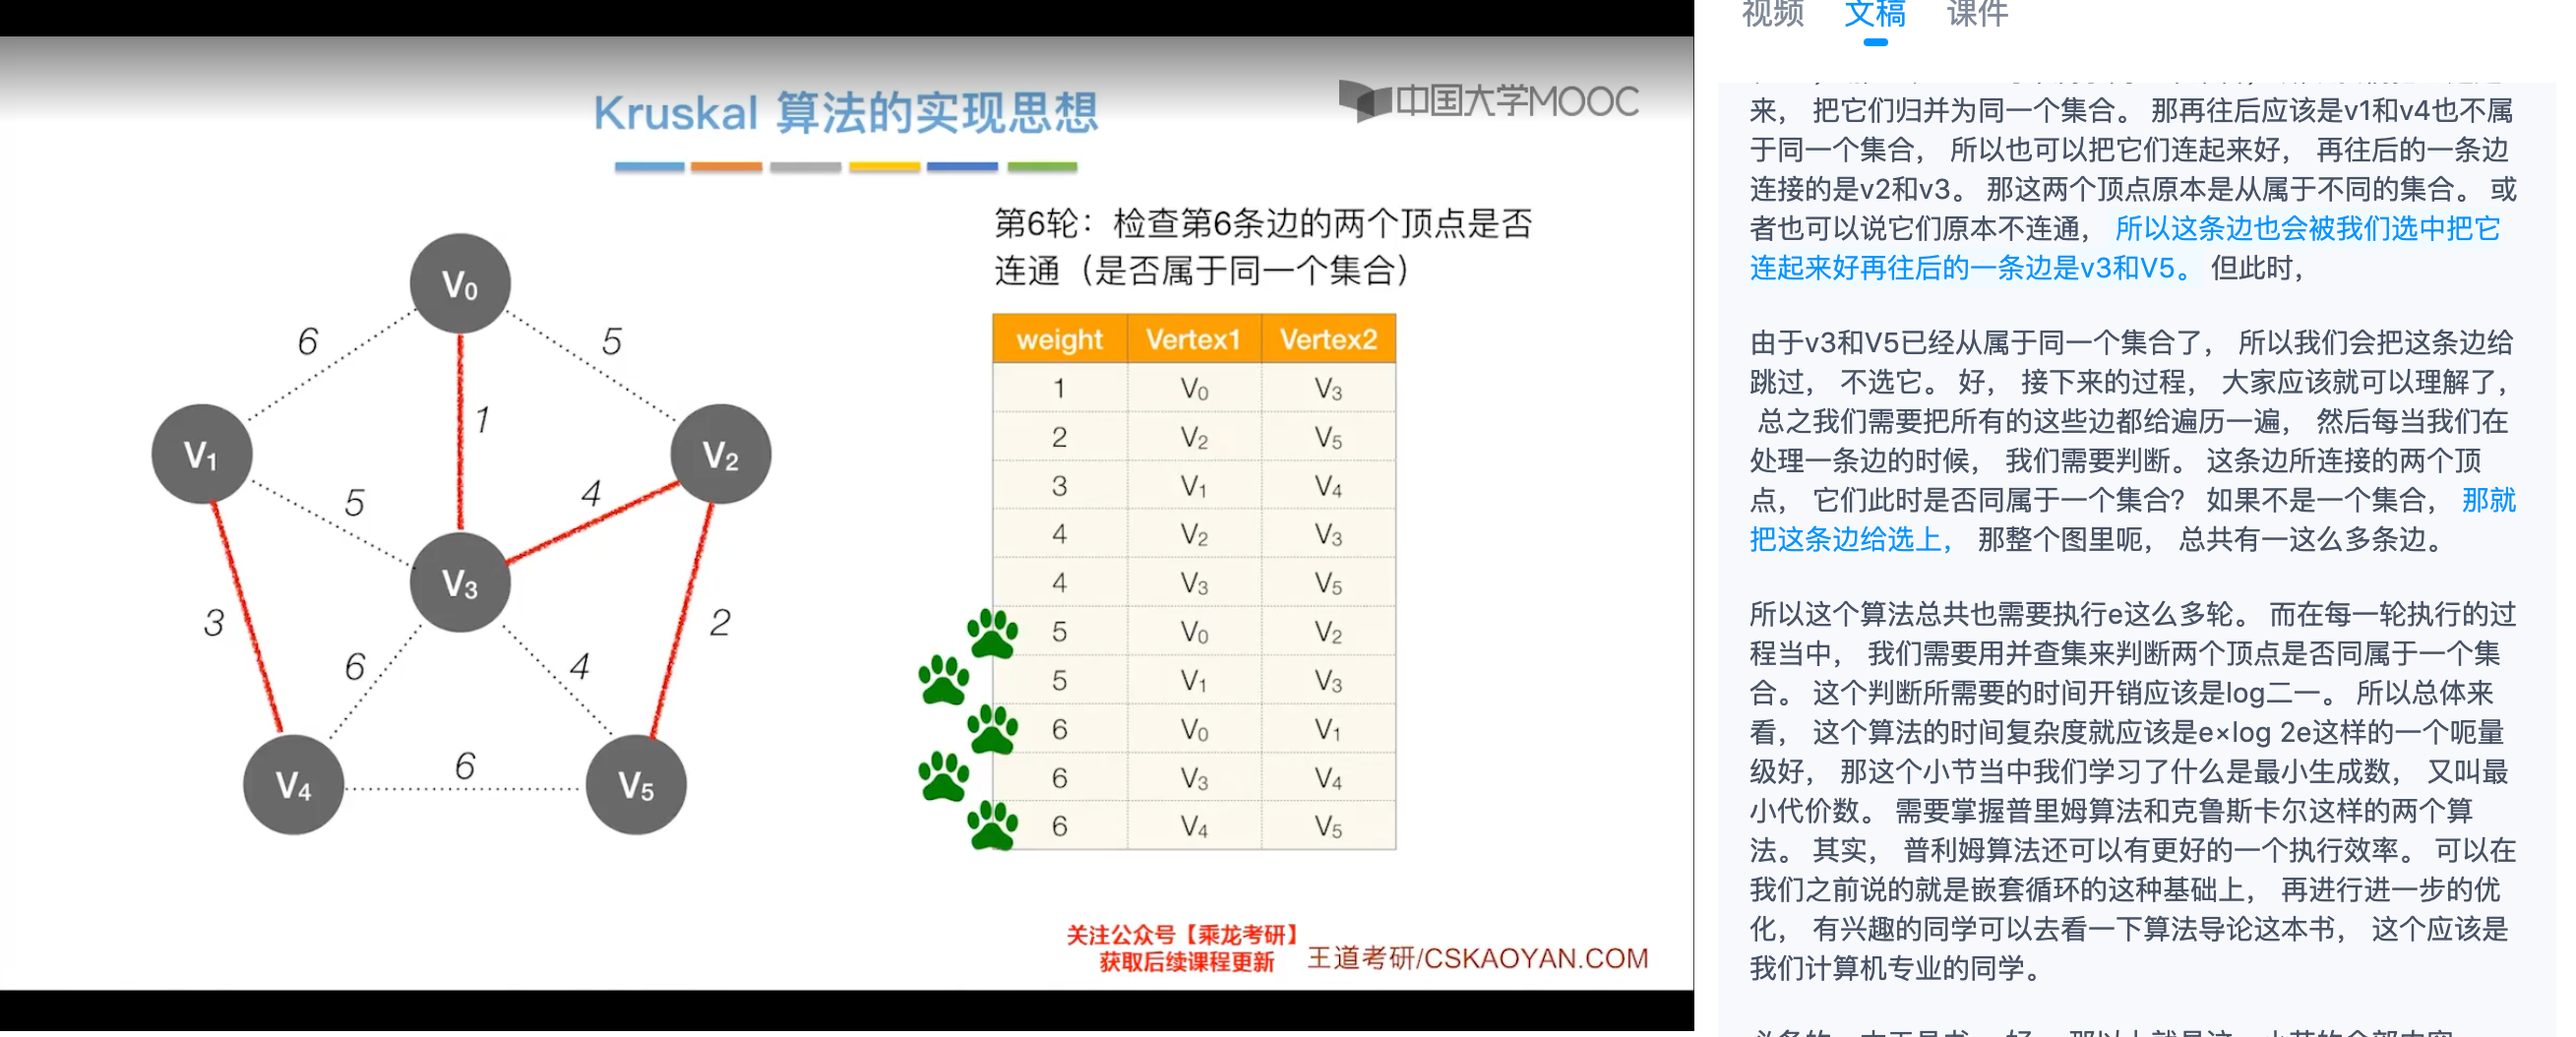 Kruskal 算法的实现思想
中国大学MOOC
第6轮：检查第6条边的两个顶点是否
连通（是否属于同一个集合）
V0
6
5
1
V1
V2
5
4
V3
3
2
6
4
V4
6
V5
weight Vertex1 Vertex2
1 V0 V3
2 V2 V5
3 V1 V4
4 V2 V3
4 V3 V5
5 V0 V2
5 V1 V3
6 V0 V1
6 V3 V4
6 V4 V5
关注公众号【乘龙考研】
获取后续课程更新
王道考研/CSKAOYAN.COM
视频 文稿 课件
来， 把它们归并为同一个集合。 那再往后应该是v1和v4也不属
于同一个集合， 所以也可以把它们连起来好， 再往后的一条边
连接的是v2和v3。 那这两个顶点原本是从属于不同的集合。 或
者也可以说它们原本不连通， 所以这条边也会被我们选中把它
连起来好再往后的一条边是v3和V5。 但此时，
由于v3和V5已经从属于同一个集合了， 所以我们会把这条边给
跳过， 不选它。 好， 接下来的过程， 大家应该就可以理解了，
总之我们需要把所有的这些边都给遍历一遍， 然后每当我们在
处理一条边的时候， 我们需要判断。 这条边所连接的两个顶
点， 它们此时是否同属于一个集合？ 如果不是一个集合， 那就
把这条边给选上， 那整个图里呃， 总共有一这么多条边。
所以这个算法总共也需要执行e这么多轮。 而在每一轮执行的过
程当中， 我们需要用并查集来判断两个顶点是否同属于一个集
合。 这个判断所需要的时间开销应该是log二一。 所以总体来
看， 这个算法的时间复杂度就应该是e×log 2e这样的一个呃量
级好， 那这个小节当中我们学习了什么是最小生成数， 又叫最
小代价数。 需要掌握普里姆算法和克鲁斯卡尔这样的两个算
法。 其实， 普利姆算法还可以有更好的一个执行效率。 可以在
我们之前说的就是嵌套循环的这种基础上， 再进行进一步的优
化， 有兴趣的同学可以去看一下算法导论这本书， 这个应该是
我们计算机专业的同学。